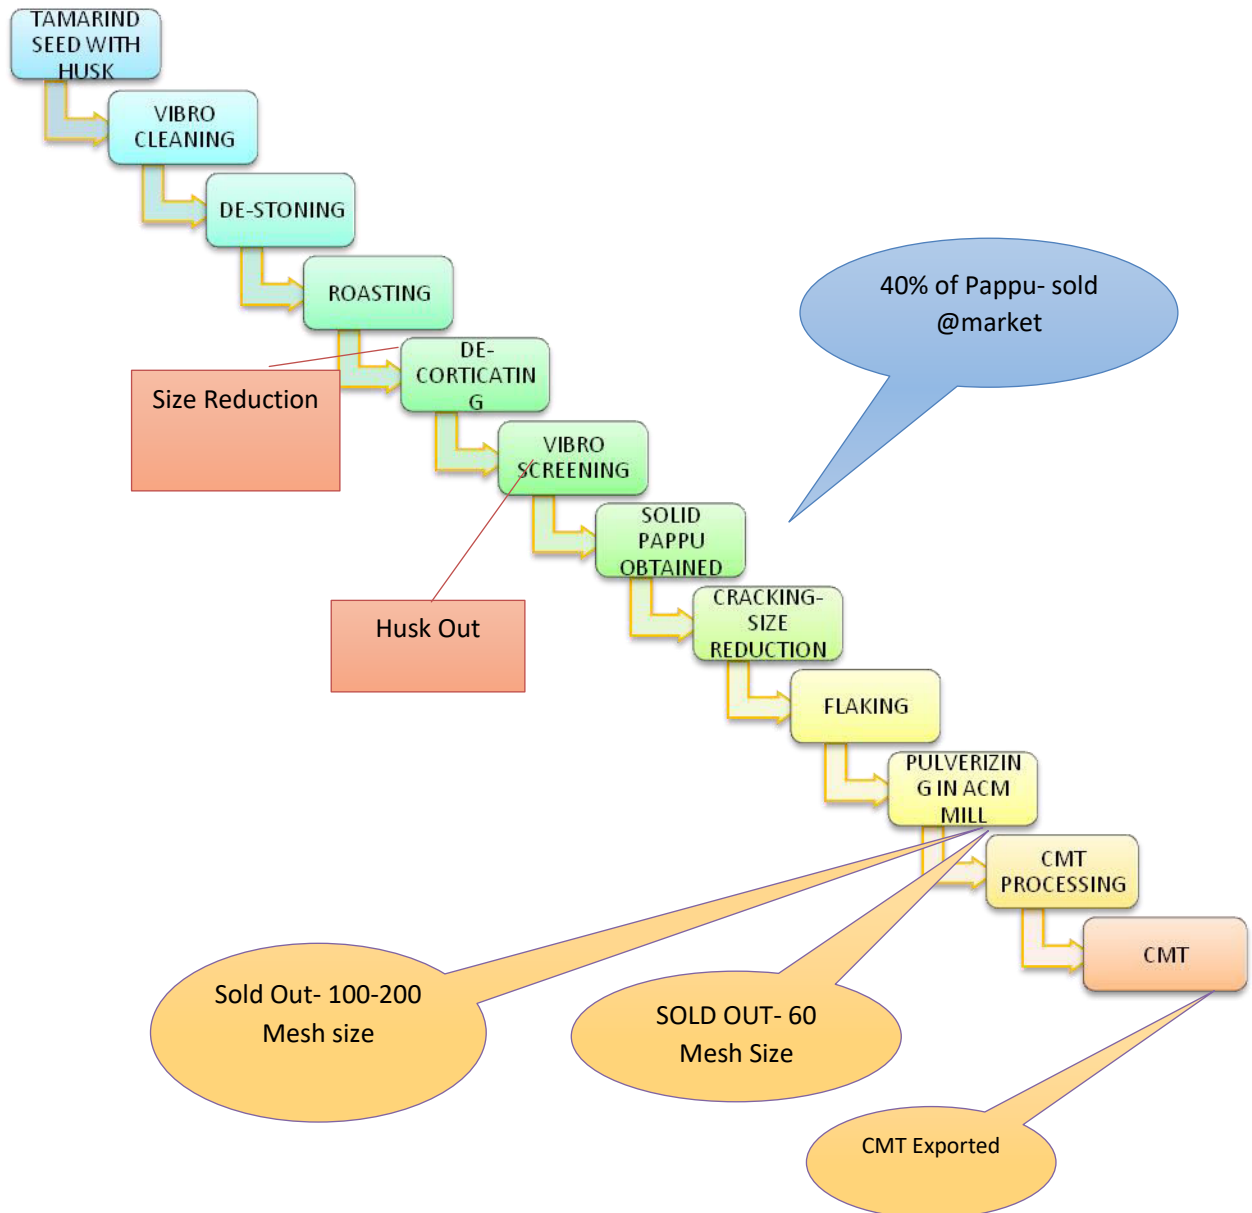 TAMARIND
SEED WITH
HUSK
VIBRO
CLEANING
DE-STONING
ROASTING
40% of Pappu- sold
@market
DE-
CORTICATIN
G
Size Reduction
VIBRO
SCREENING
SOLID
PAPPU
OBTAINED
CRACKING-
SIZE
REDUCTION
Husk Out
FLAKING
PULVERIZIN
G IN ACM
MILL
CMT
PROCESSING
CMT
Sold Out- 100-200
Mesh size
SOLD OUT- 60
Mesh Size
CMT Exported